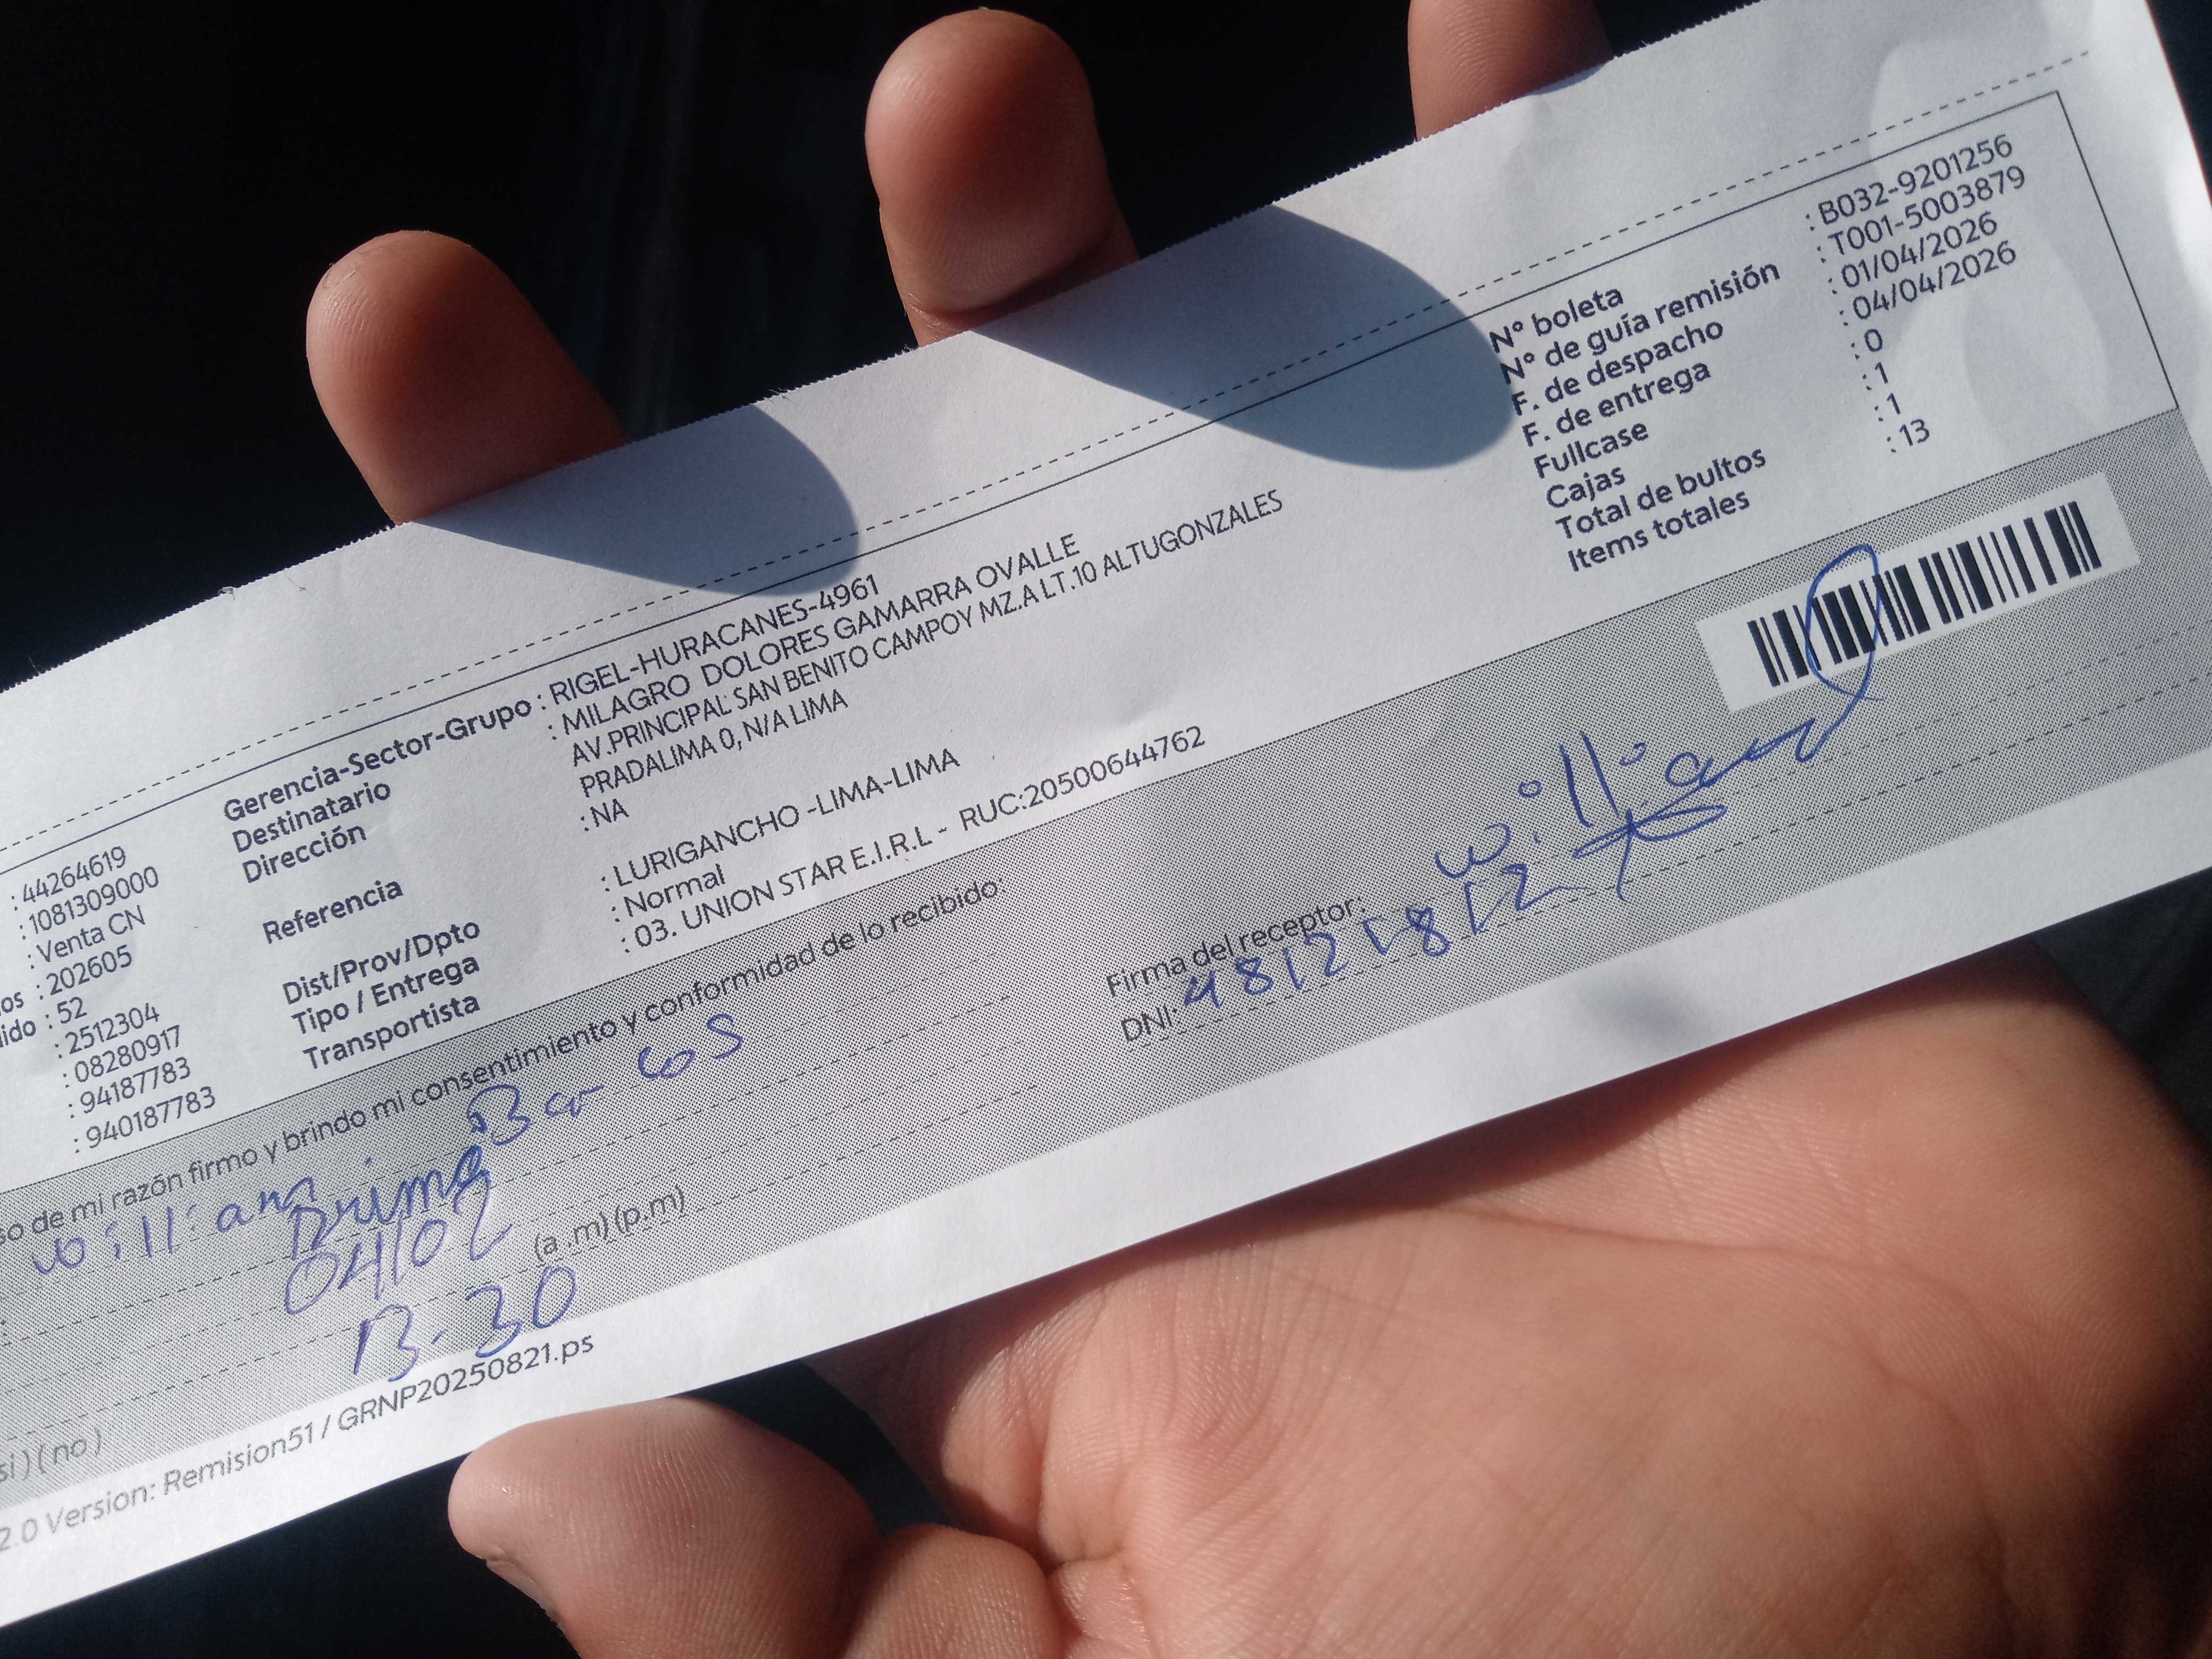 : 44264619
: 1081309000
: Venta CN
os : 202605
ido : 52
: 2512304
: 08280917
: 94187783
: 940187783
Gerencia-Sector-Grupo : RIGEL-HURACANES-4961
Destinatario : MILAGRO DOLORES GAMARRA OVALLE
Dirección AV.PRINCIPAL SAN BENITO CAMPOY MZ.A LT.10 ALTUGONZALES
PRADALIMA 0, N/A LIMA
Referencia : NA
Dist/Prov/Dpto : LURIGANCHO -LIMA-LIMA
Tipo / Entrega : Normal
Transportista : 03. UNION STAR E.I.R.L - RUC:20500644762
N° boleta : B032-9201256
N° de guía remisión : T001-5003879
F. de despacho : 01/04/2026
F. de entrega : 04/04/2026
Fullcase : 0
Cajas : 1
Total de bultos : 1
Items totales : 13
so de mi razón firmo y brindo mi consentimiento y conformidad de lo recibido:
william
Prima
04/02
13.30 (a.m) (p.m)
si ) ( no )
Firma del receptor: william
DNI:
2.0 Version: Remision51 / GRNP20250821.ps